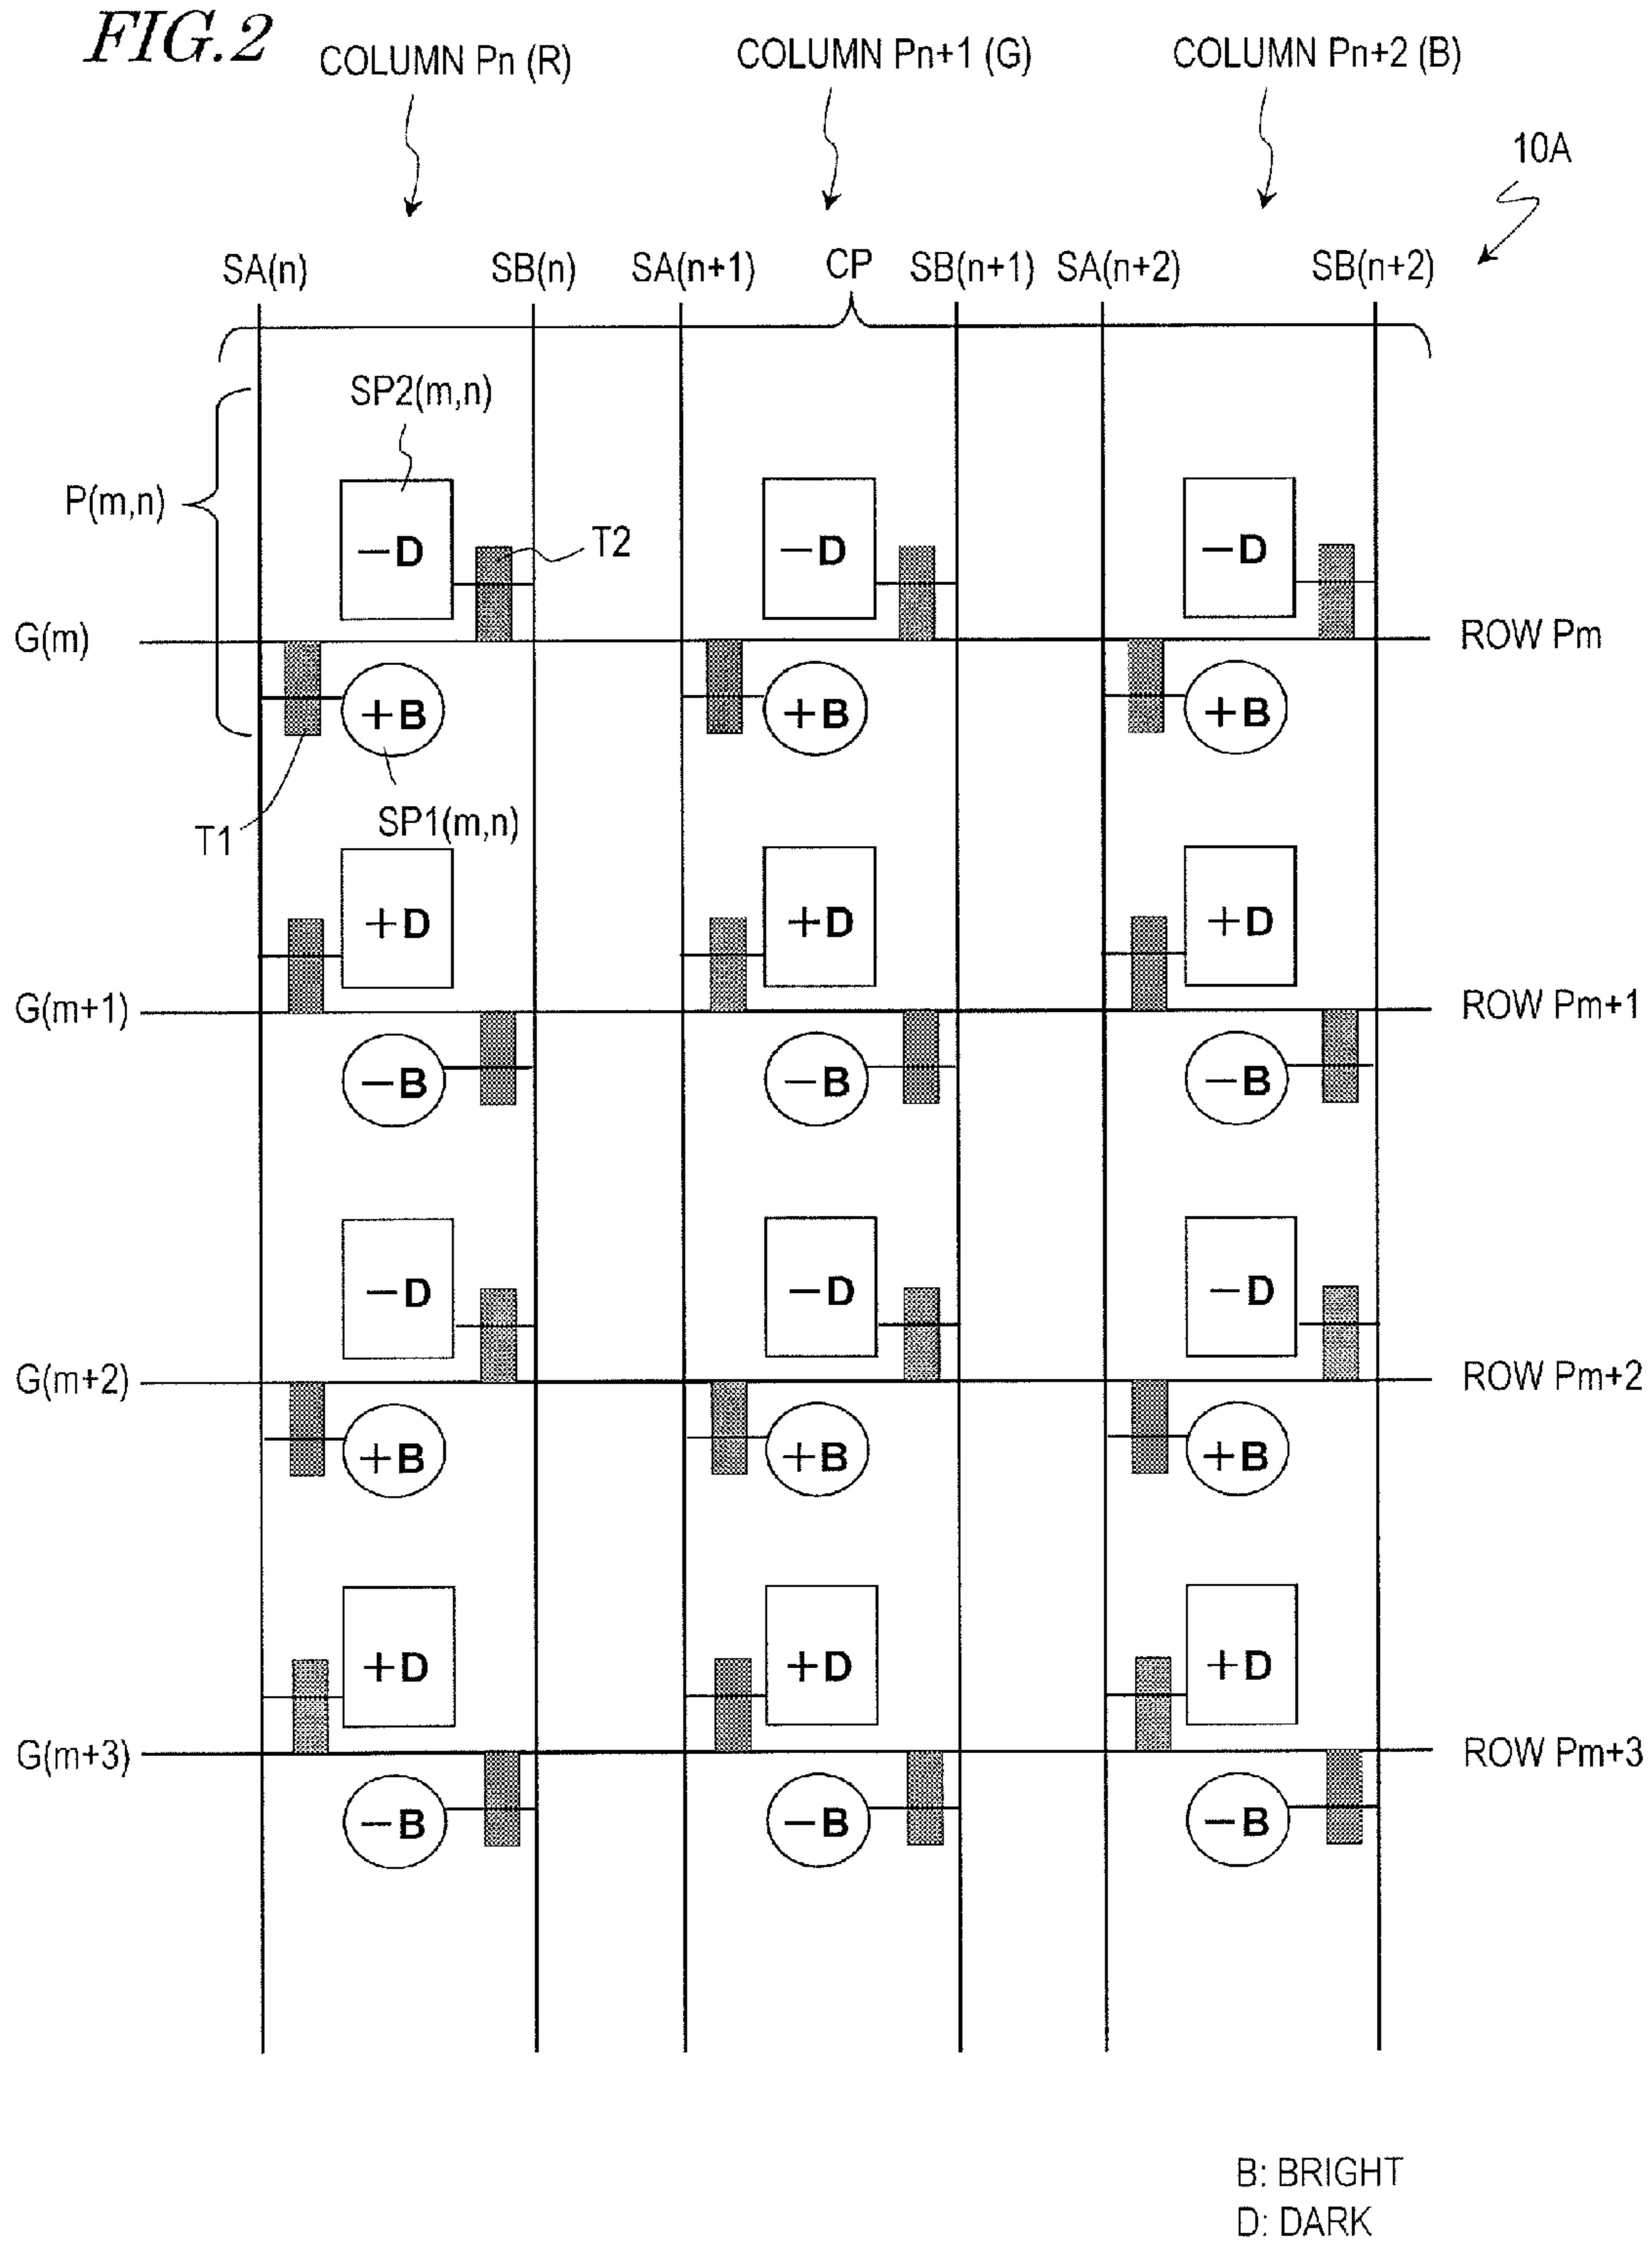 FIG.2
COLUMN Pn (R) COLUMN Pn+1 (G) COLUMN Pn+2 (B)
10A
SA(n) SB(n) SA(n+1) CP SB(n+1) SA(n+2) SB(n+2)
SP2(m,n)
P(m,n)
−D T2 −D −D
G(m) ROW Pm
+B +B +B
T1 SP1(m,n)
+D +D +D
G(m+1) ROW Pm+1
−B −B −B
−D −D −D
G(m+2) ROW Pm+2
+B +B +B
+D +D +D
G(m+3) ROW Pm+3
−B −B −B
B: BRIGHT
D: DARK